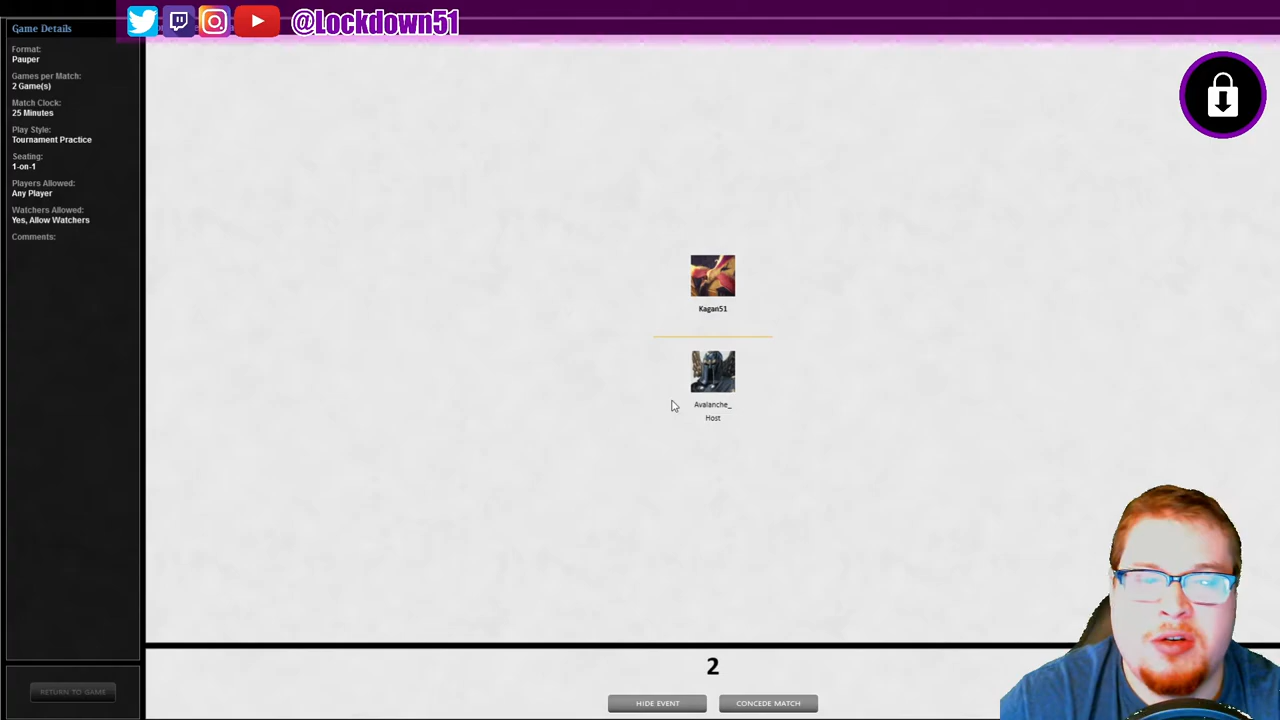 @Lockdown51
Game Details
Format:
Pauper
Games per Match:
2 Game(s)
Match Clock:
25 Minutes
Play Style:
Tournament Practice
Seating:
1-on-1
Players Allowed:
Any Player
Watchers Allowed:
Yes, Allow Watchers
Comments:
Kagan51
Avalanche_
Host
2
HIDE EVENT
CONCEDE MATCH
RETURN TO GAME